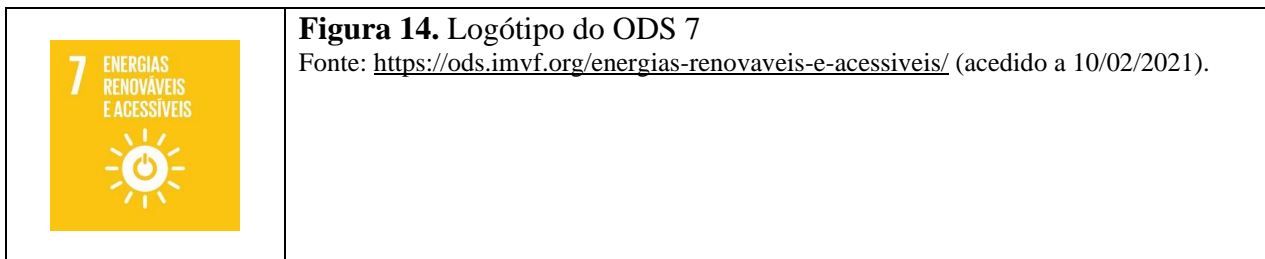 7 ENERGIAS
RENOVÁVEIS
E ACESSÍVEIS
Figura 14. Logótipo do ODS 7
Fonte: https://ods.imvf.org/energias-renovaveis-e-acessiveis/ (acedido a 10/02/2021).